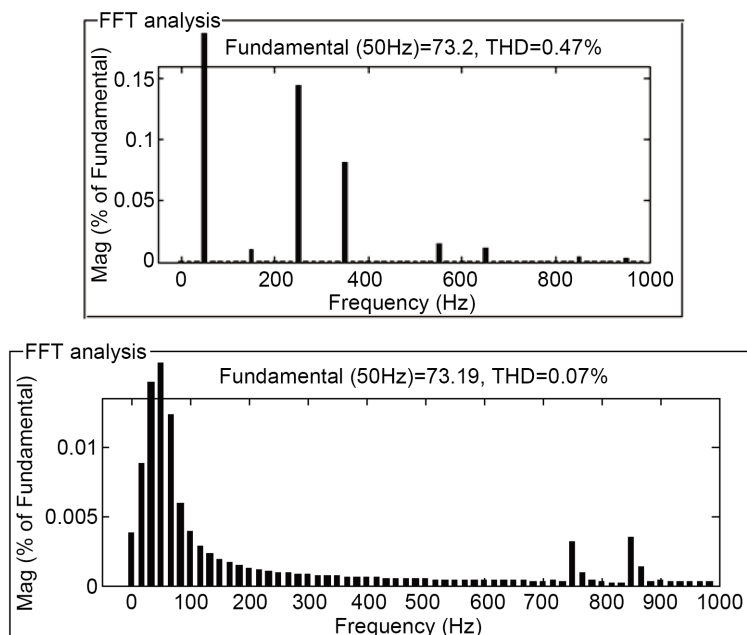 FFT analysis
Fundamental (50Hz)=73.2, THD=0.47%
Mag (% of Fundamental)
0.15
0.1
0.05
0
0 200 400 600 800 1000
Frequency (Hz)
FFT analysis
Fundamental (50Hz)=73.19, THD=0.07%
Mag (% of Fundamental)
0.01
0.005
0
0 100 200 300 400 500 600 700 800 900 1000
Frequency (Hz)